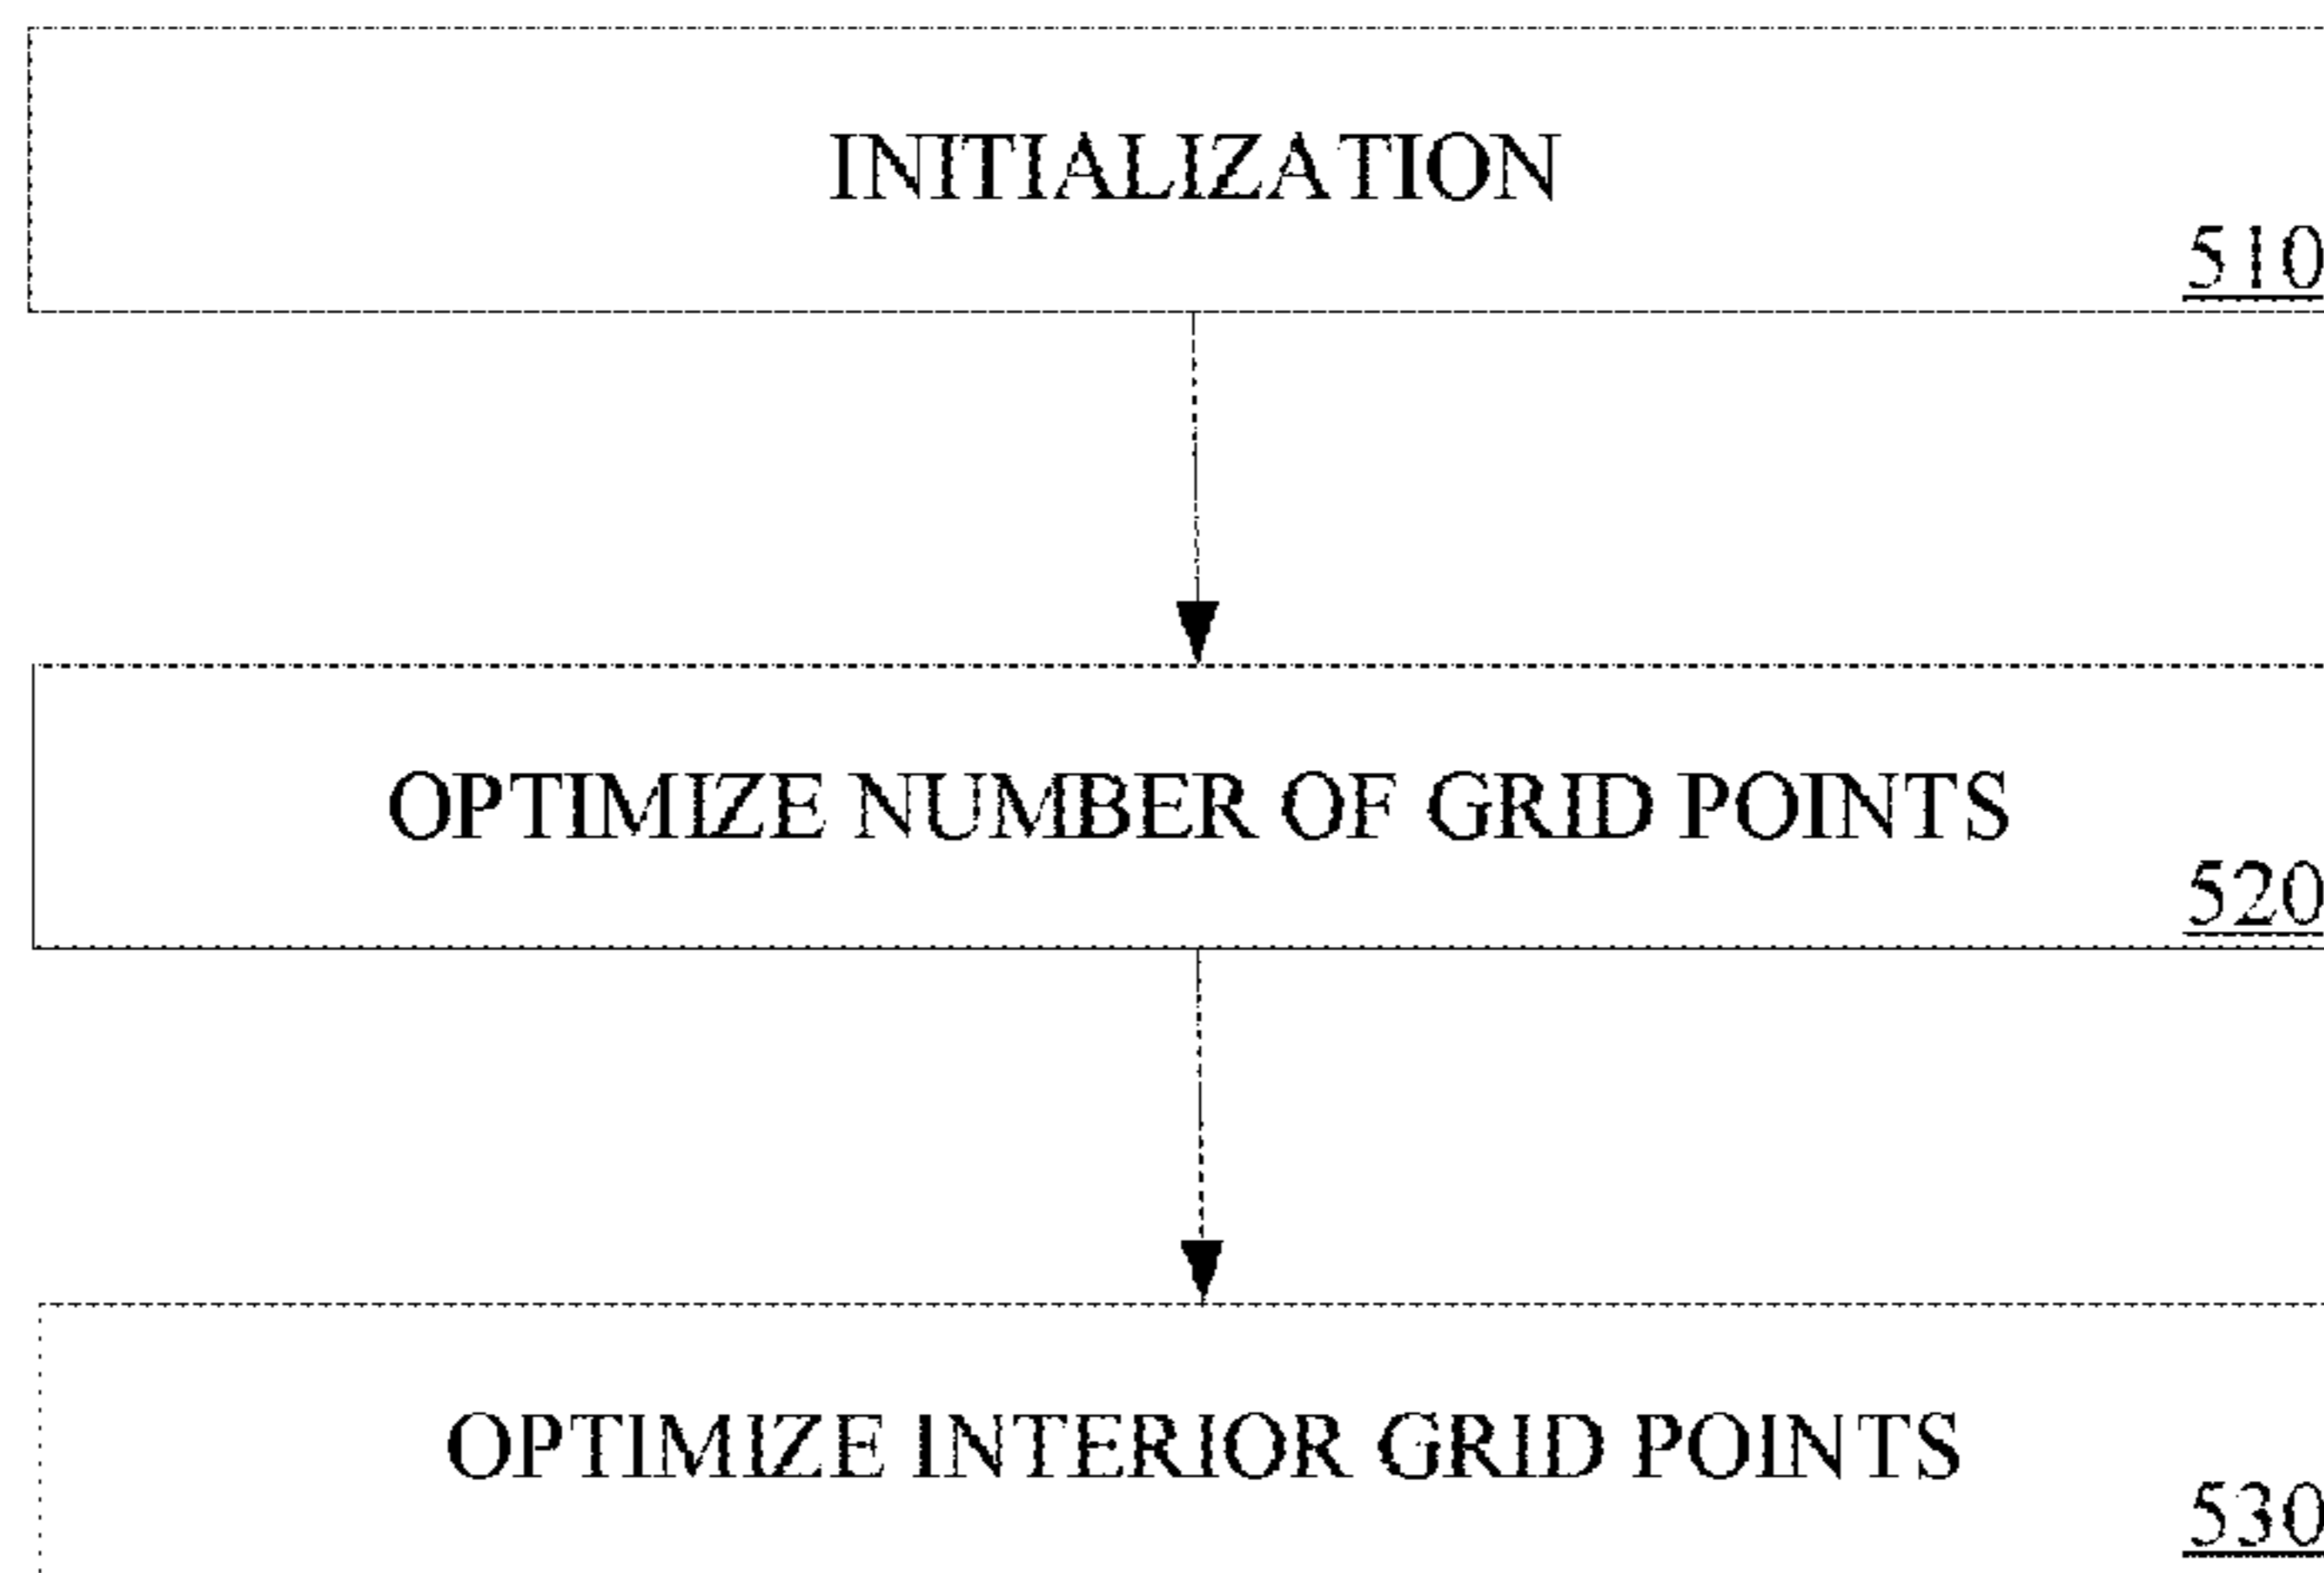 INITIALIZATION
510
OPTIMIZE NUMBER OF GRID POINTS
520
OPTIMIZE INTERIOR GRID POINTS
530